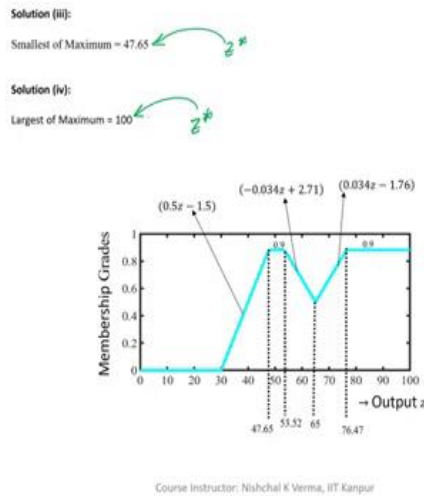 Solution (iii):
Smallest of Maximum = 47.65 z*
Solution (iv):
Largest of Maximum = 100 z*
(0.5z − 1.5) (−0.034z + 2.71) (0.034z − 1.76)
Membership Grades
1
0.8
0.6
0.4
0.2
0
0.9 0.9
0 10 20 30 40 50 60 70 80 90 100
→ Output z
47.65 53.52 65 76.47
Course Instructor: Nishchal K Verma, IIT Kanpur